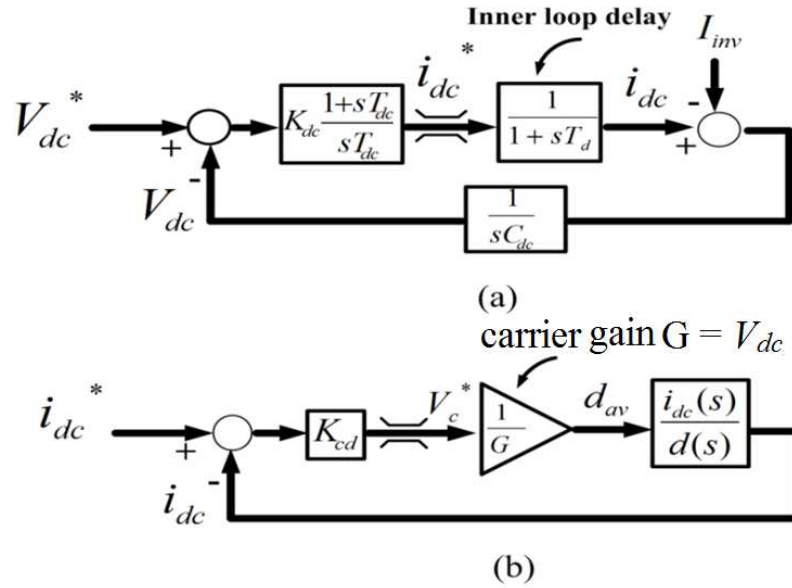 Inner loop delay
I_inv
V_dc* + - K_dc (1+sT_dc)/(sT_dc) i_dc* 1/(1 + sT_d) i_dc + -
V_dc 1/(sC_dc)
(a)
carrier gain G = V_dc
i_dc* + - K_cd V_c* 1/G d_av i_dc(s)/d(s)
i_dc
(b)